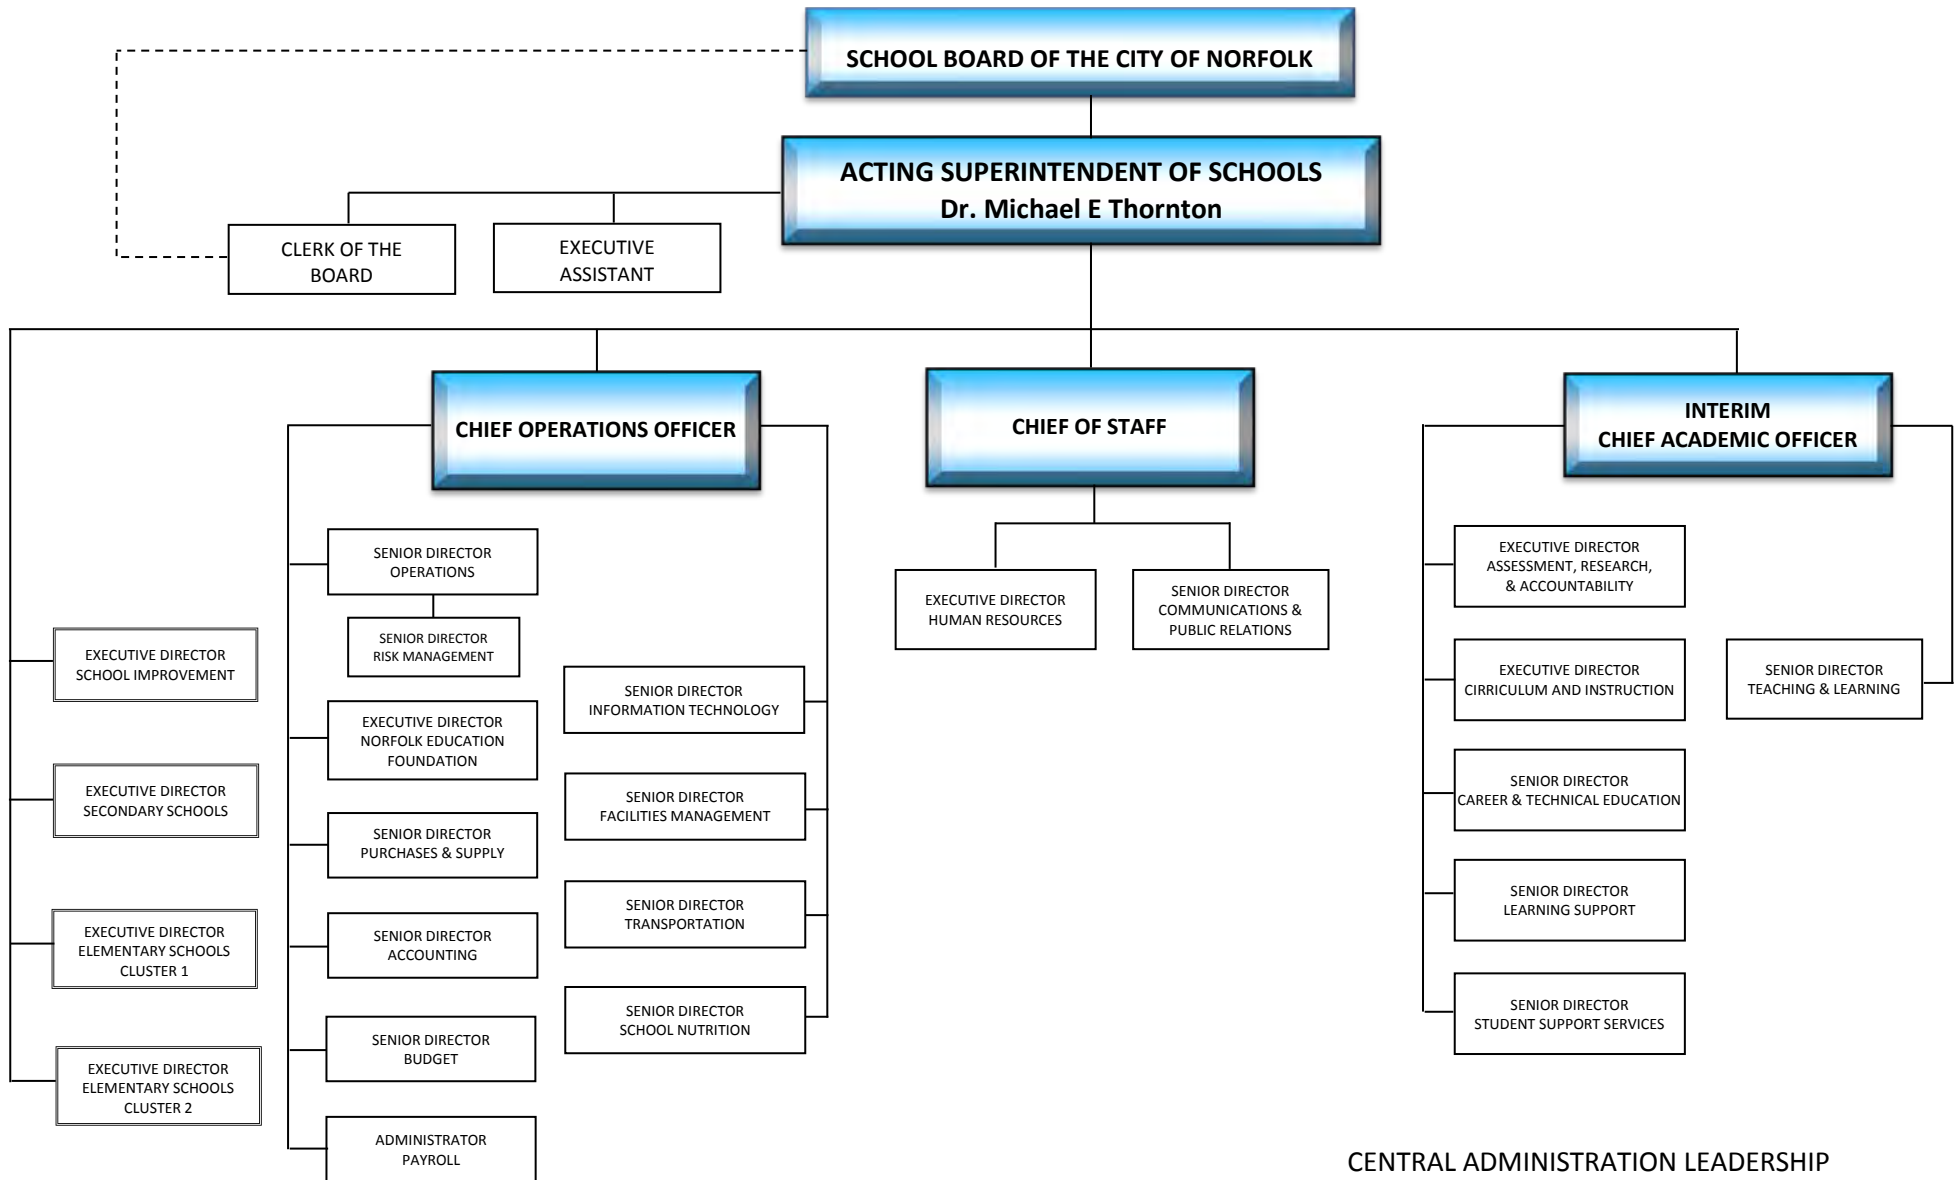 SCHOOL BOARD OF THE CITY OF NORFOLK
ACTING SUPERINTENDENT OF SCHOOLS
Dr. Michael E Thornton
CLERK OF THE
BOARD
EXECUTIVE
ASSISTANT
CHIEF OPERATIONS OFFICER
CHIEF OF STAFF
INTERIM
CHIEF ACADEMIC OFFICER
EXECUTIVE DIRECTOR
SCHOOL IMPROVEMENT
EXECUTIVE DIRECTOR
SECONDARY SCHOOLS
EXECUTIVE DIRECTOR
ELEMENTARY SCHOOLS
CLUSTER 1
EXECUTIVE DIRECTOR
ELEMENTARY SCHOOLS
CLUSTER 2
SENIOR DIRECTOR
OPERATIONS
SENIOR DIRECTOR
RISK MANAGEMENT
EXECUTIVE DIRECTOR
NORFOLK EDUCATION
FOUNDATION
SENIOR DIRECTOR
PURCHASES & SUPPLY
SENIOR DIRECTOR
ACCOUNTING
SENIOR DIRECTOR
BUDGET
ADMINISTRATOR
PAYROLL
SENIOR DIRECTOR
INFORMATION TECHNOLOGY
SENIOR DIRECTOR
FACILITIES MANAGEMENT
SENIOR DIRECTOR
TRANSPORTATION
SENIOR DIRECTOR
SCHOOL NUTRITION
EXECUTIVE DIRECTOR
HUMAN RESOURCES
SENIOR DIRECTOR
COMMUNICATIONS &
PUBLIC RELATIONS
EXECUTIVE DIRECTOR
ASSESSMENT, RESEARCH,
& ACCOUNTABILITY
EXECUTIVE DIRECTOR
CIRRICULUM AND INSTRUCTION
SENIOR DIRECTOR
CAREER & TECHNICAL EDUCATION
SENIOR DIRECTOR
LEARNING SUPPORT
SENIOR DIRECTOR
STUDENT SUPPORT SERVICES
SENIOR DIRECTOR
TEACHING & LEARNING
CENTRAL ADMINISTRATION LEADERSHIP